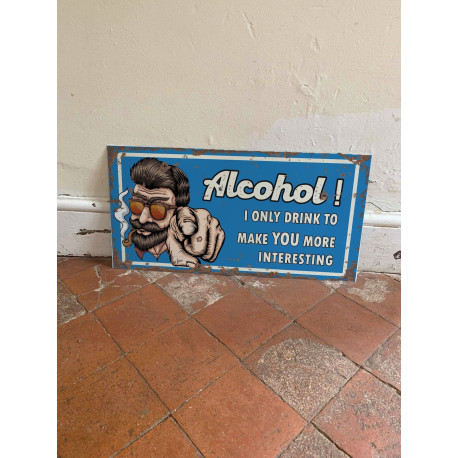 Alcohol!
I ONLY DRINK TO
MAKE YOU MORE
INTERESTING